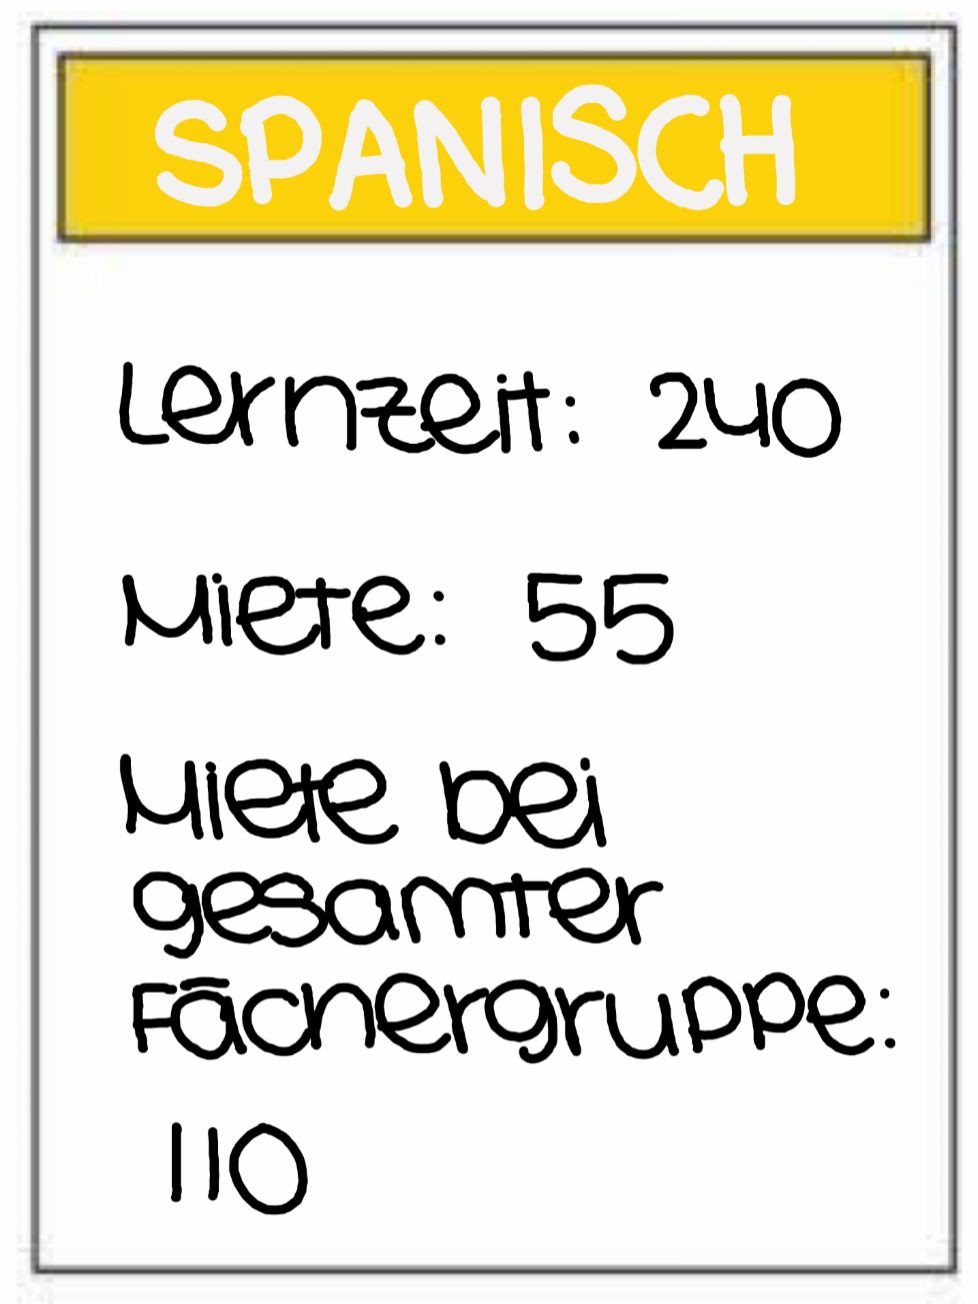 SPANISCH
Lernzeit: 240
Miete: 55
Miete bei
gesamter
Fächergruppe:
110